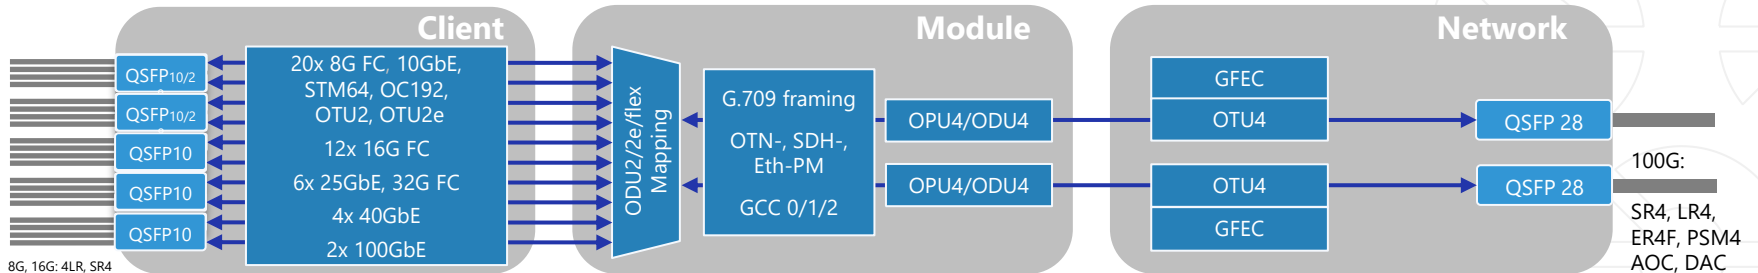 Client
Module
Network
QSFP10/2
QSFP10/2
QSFP10
QSFP10
QSFP10
8G, 16G: 4LR, SR4
20x 8G FC, 10GbE,
STM64, OC192,
OTU2, OTU2e
12x 16G FC
6x 25GbE, 32G FC
4x 40GbE
2x 100GbE
ODU2/2e/flex
Mapping
G.709 framing
OTN-, SDH-,
Eth-PM
GCC 0/1/2
OPU4/ODU4
OPU4/ODU4
GFEC
OTU4
OTU4
GFEC
QSFP 28
QSFP 28
100G:
SR4, LR4,
ER4F, PSM4
AOC, DAC